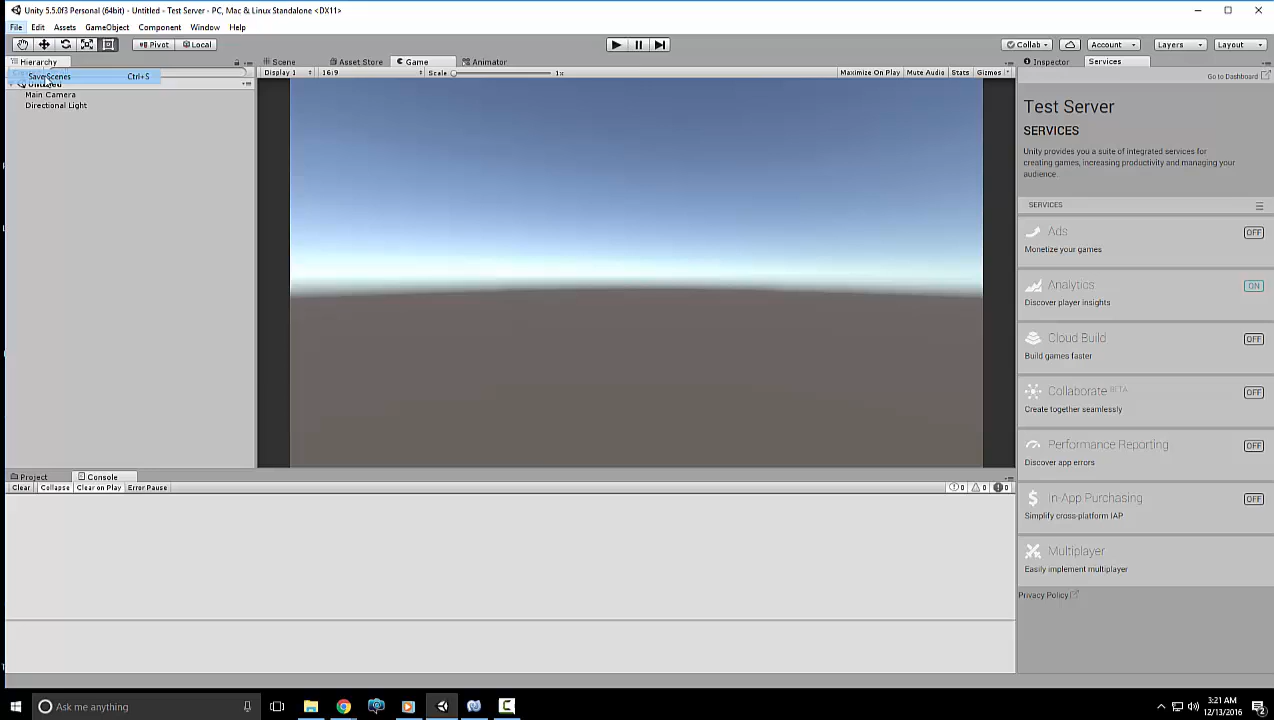 Unity 5.5.0f3 Personal (64bit) - Untitled - Test Server - PC, Mac & Linux Standalone <DX11>
File Edit Assets GameObject Component Window Help
Pivot Local
Collab Account Layers Layout
Hierarchy
Scene Asset Store Game Animator
Inspector Services
Display 1 16:9 Scale 1x Maximize On Play Mute Audio Stats Gizmos
Save Scenes Ctrl+S
Go to Dashboard
Untitled
Main Camera
Directional Light
Test Server
SERVICES
Unity provides you a suite of integrated services for
creating games, increasing productivity and managing your
audience.
SERVICES
Ads OFF
Monetize your games
Analytics ON
Discover player insights
Cloud Build OFF
Build games faster
Collaborate BETA OFF
Create together seamlessly
Performance Reporting OFF
Discover app errors
In-App Purchasing OFF
Simplify cross-platform IAP
Multiplayer
Easily implement multiplayer
Privacy Policy
Project Console
Clear Collapse Clear on Play Error Pause 0 0 0
Ask me anything
3:21 AM
12/13/2016
2